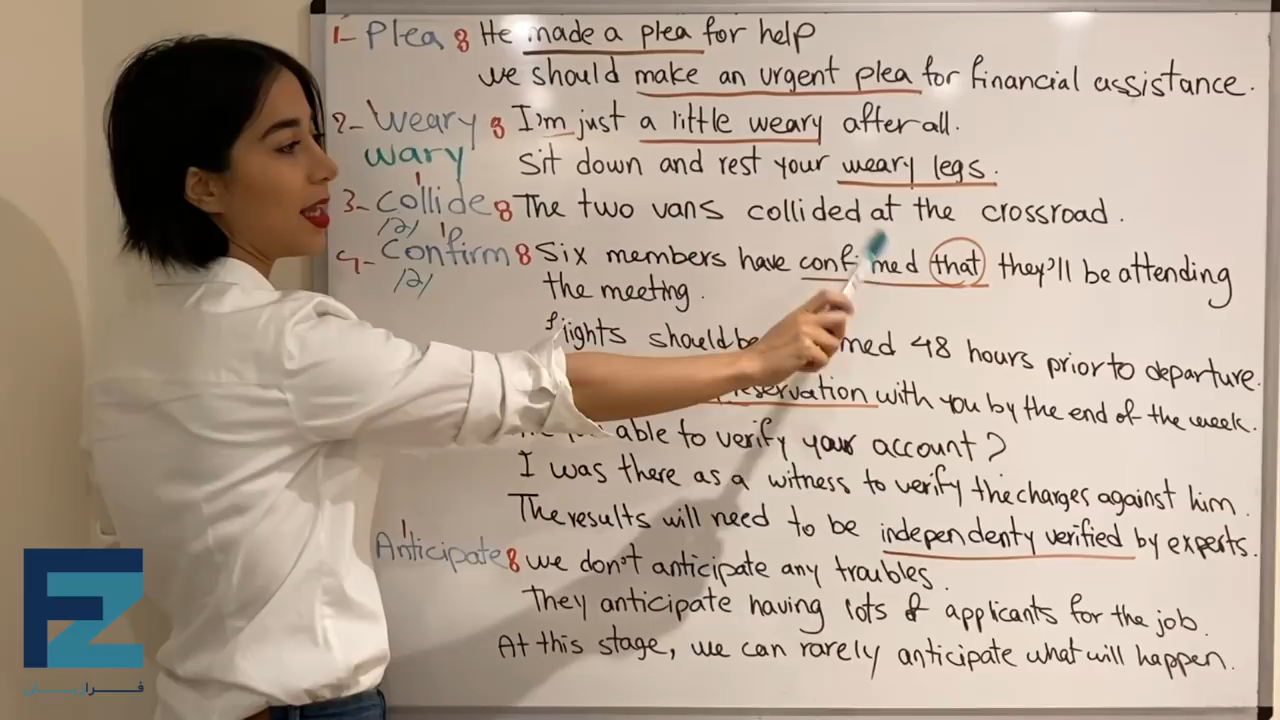 1- Plea 8 He made a plea for help
we should make an urgent plea for financial assistance.
2- Weary 8 I'm just a little weary after all.
wary Sit down and rest your weary legs.
3- collide 8 The two vans collided at the crossroad.
/ə/
4- Confirm 8 Six members have confirmed that they'll be attending
/ə/ the meeting.
flights should be med 48 hours prior to departure.
reservation with you by the end of the week.
able to verify your account?
I was there as a witness to verify the charges against him.
The results will need to be independenty verified by experts.
Anticipate 8 we don't anticipate any troubles.
They anticipate having lots of applicants for the job.
At this stage, we can rarely anticipate what will happen.
FZ